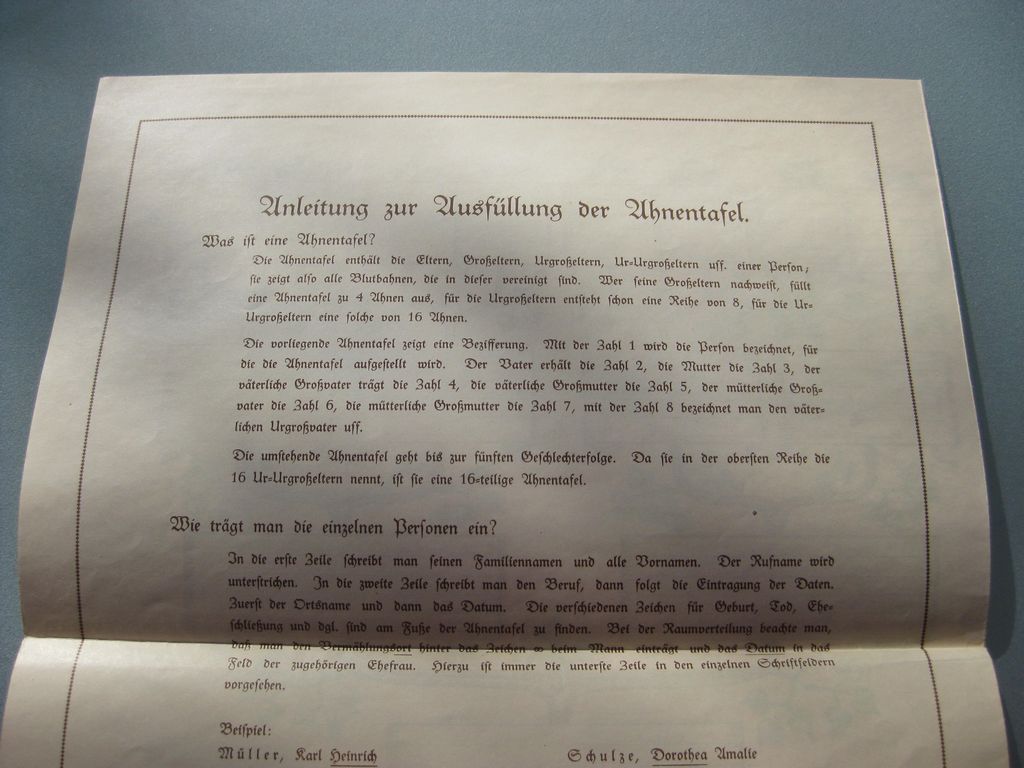 Anleitung zur Ausfüllung der Ahnentafel.
Was ist eine Ahnentafel?
Die Ahnentafel enthält die Eltern, Großeltern, Urgroßeltern, Ur-Urgroßeltern usf. einer Person;
sie zeigt also alle Blutbahnen, die in dieser vereinigt sind. Wer seine Großeltern nachweist, füllt
eine Ahnentafel zu 4 Ahnen aus, für die Urgroßeltern entsteht schon eine Reihe von 8, für die Ur-
Urgroßeltern eine solche von 16 Ahnen.
Die vorliegende Ahnentafel zeigt eine Bezifferung. Mit der Zahl 1 wird die Person bezeichnet, für
die die Ahnentafel aufgestellt wird. Der Vater erhält die Zahl 2, die Mutter die Zahl 3, der
väterliche Großvater trägt die Zahl 4, die väterliche Großmutter die Zahl 5, der mütterliche Groß-
vater die Zahl 6, die mütterliche Großmutter die Zahl 7, mit der Zahl 8 bezeichnet man den väter-
lichen Urgroßvater usf.
Die umstehende Ahnentafel geht bis zur fünften Geschlechterfolge. Da sie in der obersten Reihe die
16 Ur-Urgroßeltern nennt, ist sie eine 16-teilige Ahnentafel.
Wie trägt man die einzelnen Personen ein?
In die erste Zeile schreibt man seinen Familiennamen und alle Vornamen. Der Rufname wird
unterstrichen. In die zweite Zeile schreibt man den Beruf, dann folgt die Eintragung der Daten.
Zuerst der Ortsname und dann das Datum. Die verschiedenen Zeichen für Geburt, Tod, Ehe-
schließung und dgl. sind am Fuße der Ahnentafel zu finden. Bei der Raumverteilung beachte man,
daß man den Vermählungsort hinter das Zeichen ∞ beim Mann einträgt und das Datum in das
Feld der zugehörigen Ehefrau. Hierzu ist immer die unterste Zeile in den einzelnen Schriftfeldern
vorgesehen.
Beispiel:
Müller, Karl Heinrich Schulze, Dorothea Amalie